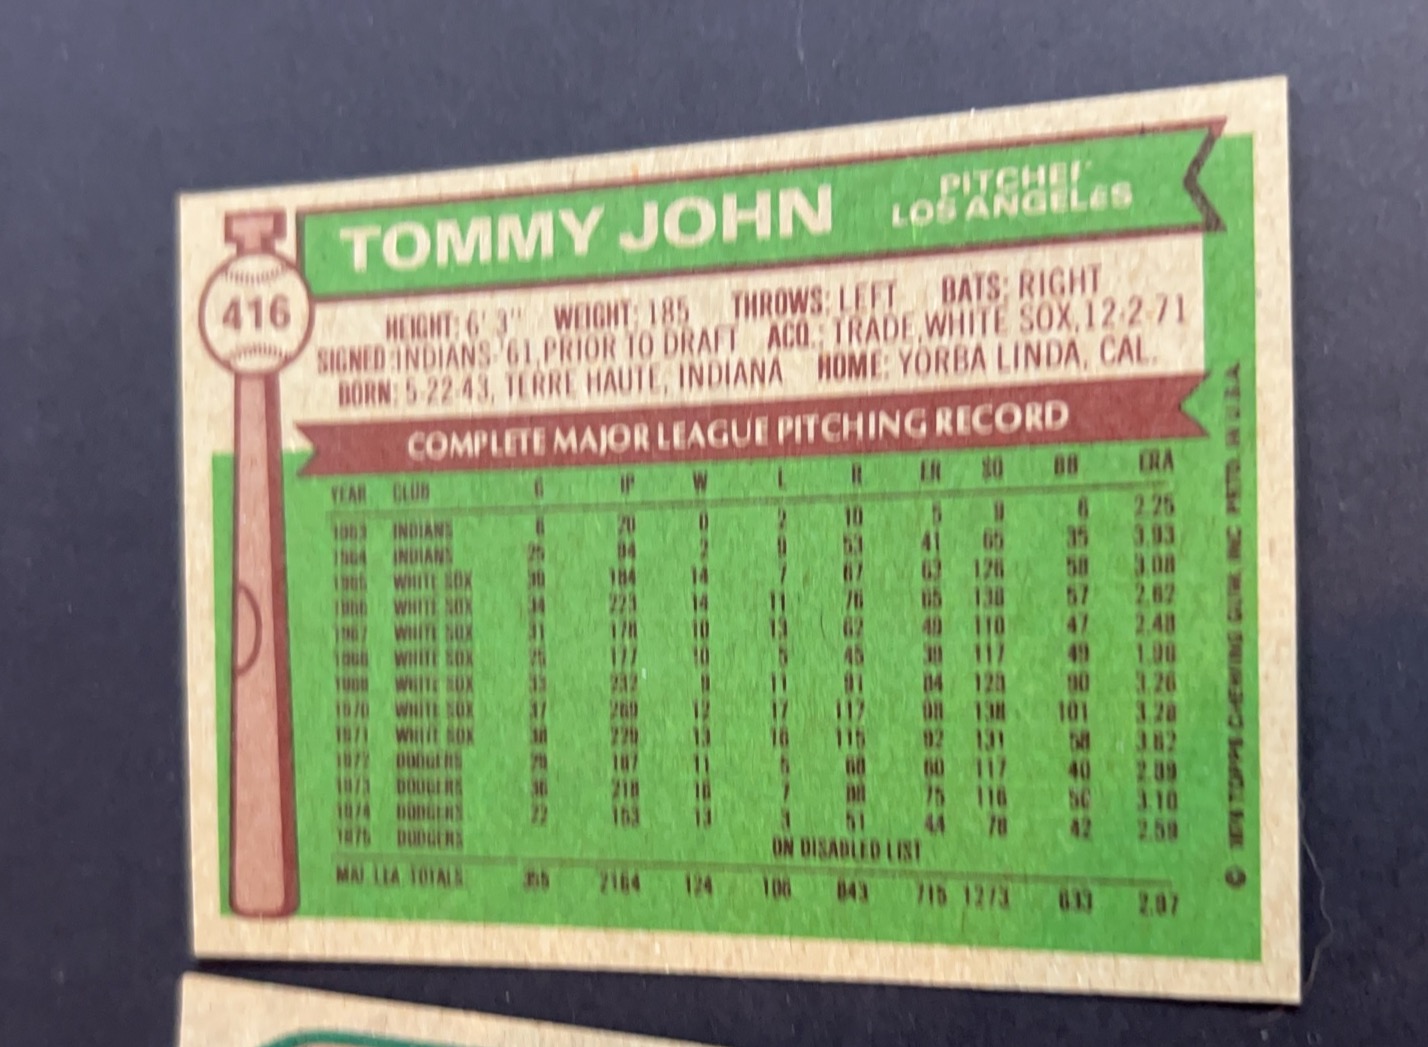 TOMMY JOHN
PITCHER
LOS ANGELES
416
HEIGHT: 6' 3" WEIGHT: 185 THROWS: LEFT BATS: RIGHT
SIGNED: INDIANS-'61, PRIOR TO DRAFT ACQ.: TRADE, WHITE SOX, 12-2-71
BORN: 5-22-43, TERRE HAUTE, INDIANA HOME: YORBA LINDA, CAL.
COMPLETE MAJOR LEAGUE PITCHING RECORD
YEAR CLUB G IP W L R ER SO BB ERA
1963 INDIANS 6 20 0 2 10 5 9 6 2.25
1964 INDIANS 25 94 2 9 53 41 65 35 3.93
1965 WHITE SOX 39 184 14 7 67 63 126 58 3.08
1966 WHITE SOX 34 223 14 11 76 65 138 57 2.62
1967 WHITE SOX 31 178 10 13 62 49 110 47 2.48
1968 WHITE SOX 25 177 10 5 45 39 117 49 1.98
1969 WHITE SOX 33 232 9 11 91 84 128 90 3.26
1970 WHITE SOX 37 269 12 17 117 98 138 101 3.28
1971 WHITE SOX 38 229 13 16 115 92 131 58 3.62
1972 DODGERS 29 187 11 5 68 60 117 40 2.89
1973 DODGERS 36 218 16 7 88 75 116 50 3.10
1974 DODGERS 22 153 13 3 51 44 78 42 2.59
1975 DODGERS ON DISABLED LIST
MAJ. LEA. TOTALS 355 2164 124 106 843 715 1273 633 2.97
© 1976 TOPPS CHEWING GUM, INC. PRTD. IN U.S.A.